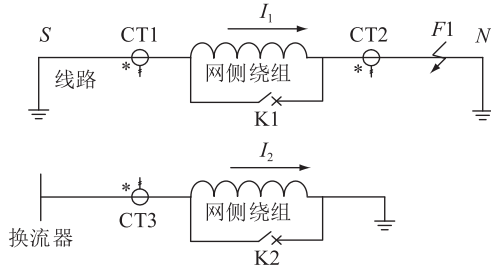 S CT1 I₁ CT2 F1 N
* *
线路 网侧绕组
K1
I₂
*
CT3 网侧绕组
换流器
K2